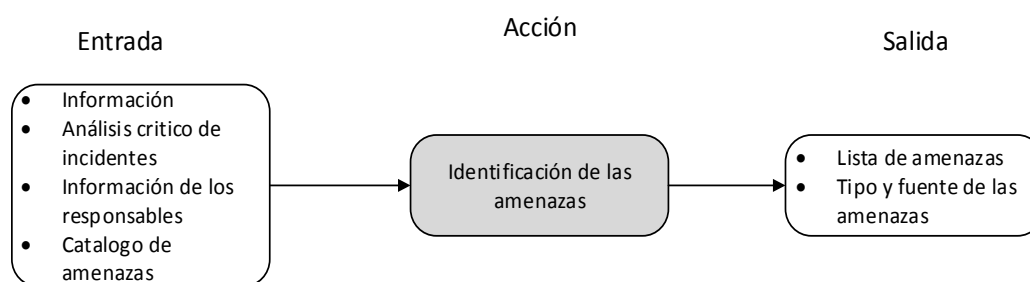 Entrada
Acción
Salida
• Información
• Análisis critico de
incidentes
• Información de los
responsables
• Catalogo de
amenazas
Identificación de las
amenazas
• Lista de amenazas
• Tipo y fuente de las
amenazas